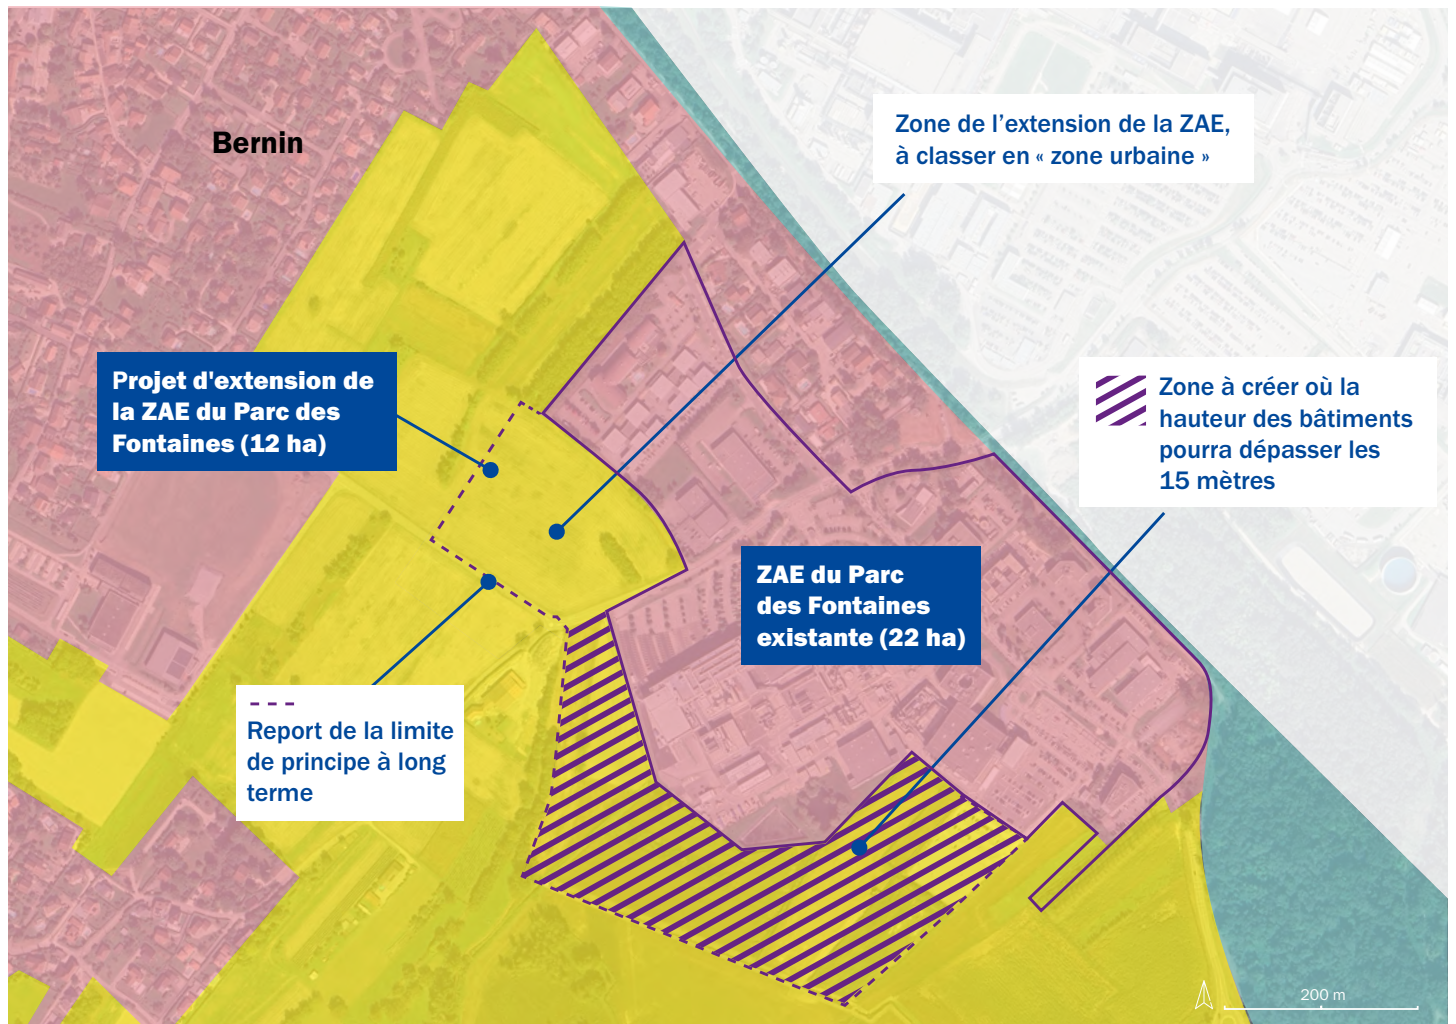 Bernin
Zone de l’extension de la ZAE,
à classer en « zone urbaine »
Projet d'extension de
la ZAE du Parc des
Fontaines (12 ha)
Zone à créer où la
hauteur des bâtiments
pourra dépasser les
15 mètres
ZAE du Parc
des Fontaines
existante (22 ha)
Report de la limite
de principe à long
terme
200 m